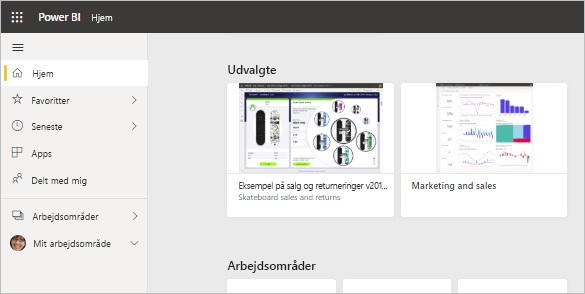 Power BI Hjem
Hjem
Favoritter
Seneste
Apps
Delt med mig
Arbejdsområder
Mit arbejdsområde
Udvalgte
Eksempel på salg og returneringer v201...
Skateboard sales and returns
Marketing and sales
Arbejdsområder